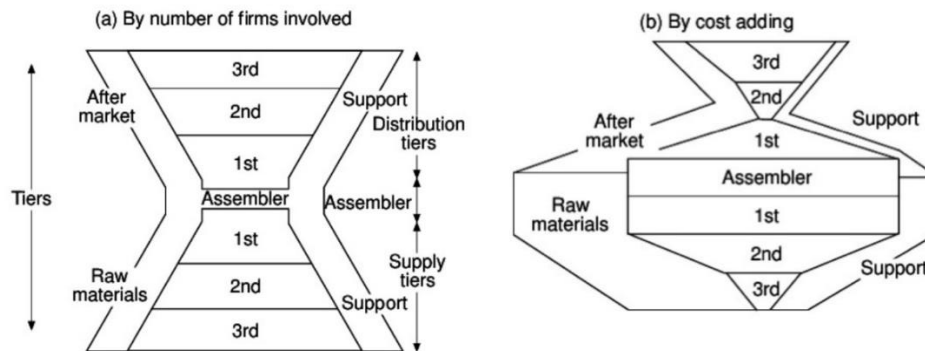 (a) By number of firms involved
3rd
After
market
2nd
Support
Distribution
tiers
1st
Tiers
Assembler
Assembler
1st
Supply
tiers
Raw
materials
2nd
Support
3rd
(b) By cost adding
3rd
2nd
After
market
Support
1st
Assembler
Raw
materials
1st
2nd
Support
3rd